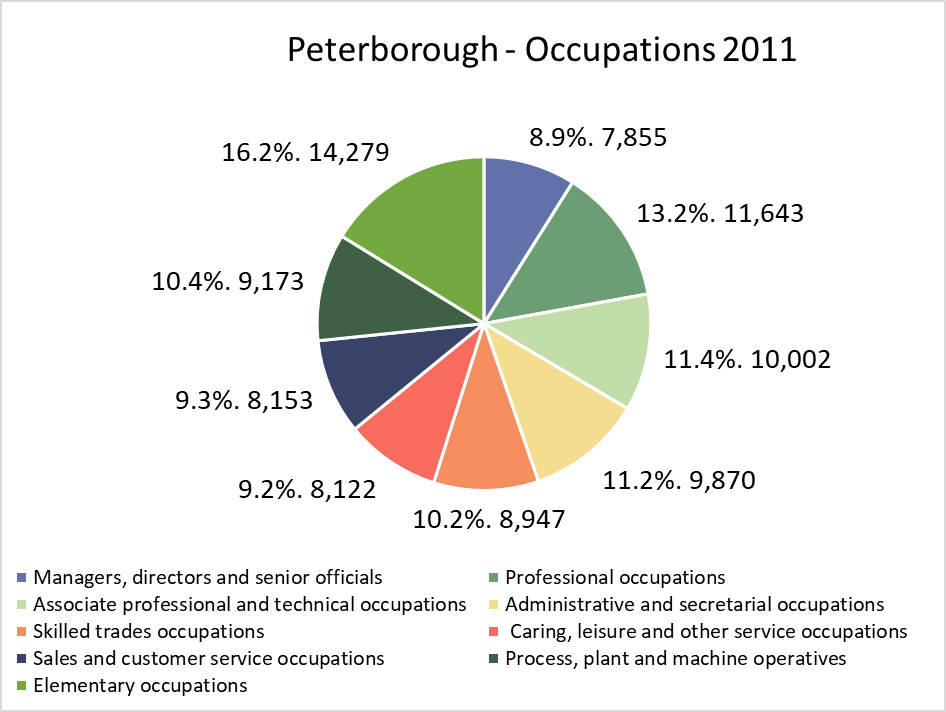 Peterborough - Occupations 2011
8.9%. 7,855
16.2%. 14,279
13.2%. 11,643
10.4%. 9,173
11.4%. 10,002
9.3%. 8,153
11.2%. 9,870
9.2%. 8,122
10.2%. 8,947
Managers, directors and senior officials
Professional occupations
Associate professional and technical occupations
Administrative and secretarial occupations
Skilled trades occupations
Caring, leisure and other service occupations
Sales and customer service occupations
Process, plant and machine operatives
Elementary occupations